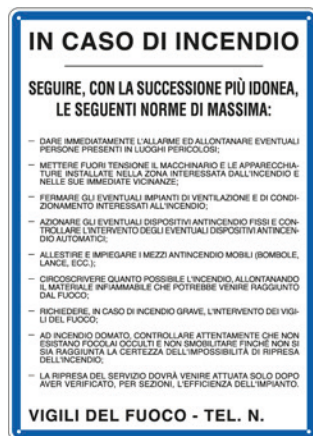 IN CASO DI INCENDIO
SEGUIRE, CON LA SUCCESSIONE PIÙ IDONEA,
LE SEGUENTI NORME DI MASSIMA:
– DARE IMMEDIATAMENTE L'ALLARME ED ALLONTANARE EVENTUALI
PERSONE PRESENTI IN LUOGHI PERICOLOSI;
– METTERE FUORI TENSIONE IL MACCHINARIO E LE APPARECCHIA-
TURE INSTALLATE NELLA ZONA INTERESSATA DALL'INCENDIO E
NELLE SUE IMMEDIATE VICINANZE;
– FERMARE GLI EVENTUALI IMPIANTI DI VENTILAZIONE E DI CONDI-
ZIONAMENTO INTERESSATI ALL'INCENDIO;
– AZIONARE GLI EVENTUALI DISPOSITIVI ANTINCENDIO FISSI E CON-
TROLLARE L'INTERVENTO DEGLI EVENTUALI DISPOSITIVI ANTINCEN-
DIO AUTOMATICI;
– ALLESTIRE E IMPIEGARE I MEZZI ANTINCENDIO MOBILI (BOMBOLE,
LANCE, ECC.);
– CIRCOSCRIVERE QUANTO POSSIBILE L'INCENDIO, ALLONTANANDO
IL MATERIALE INFIAMMABILE CHE POTREBBE VENIRE RAGGIUNTO
DAL FUOCO;
– RICHIEDERE, IN CASO DI INCENDIO GRAVE, L'INTERVENTO DEI VIGI-
LI DEL FUOCO;
– AD INCENDIO DOMATO, CONTROLLARE ATTENTAMENTE CHE NON
ESISTANO FOCOLAI OCCULTI E NON SMOBILITARE FINCHÈ NON SI
SIA RAGGIUNTA LA CERTEZZA DELL'IMPOSSIBILITÀ DI RIPRESA
DELL'INCENDIO;
– LA RIPRESA DEL SERVIZIO DOVRÀ VENIRE ATTUATA SOLO DOPO
AVER VERIFICATO, PER SEZIONI, L'EFFICIENZA DELL'IMPIANTO.
VIGILI DEL FUOCO - TEL. N.